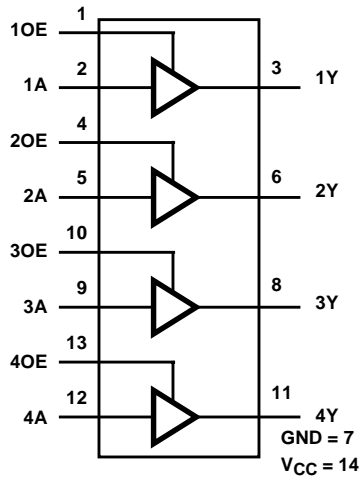 1OE 1
1A 2 3 1Y
2OE 4
2A 5 6 2Y
3OE 10
3A 9 8 3Y
4OE 13
4A 12 11 4Y
GND = 7
VCC = 14